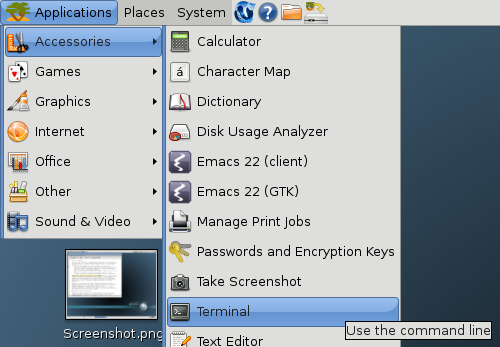 Applications Places System
Accessories
Games
Graphics
Internet
Office
Other
Sound & Video
Calculator
Character Map
Dictionary
Disk Usage Analyzer
Emacs 22 (client)
Emacs 22 (GTK)
Manage Print Jobs
Passwords and Encryption Keys
Take Screenshot
Terminal
Text Editor
Use the command line
Screenshot.png